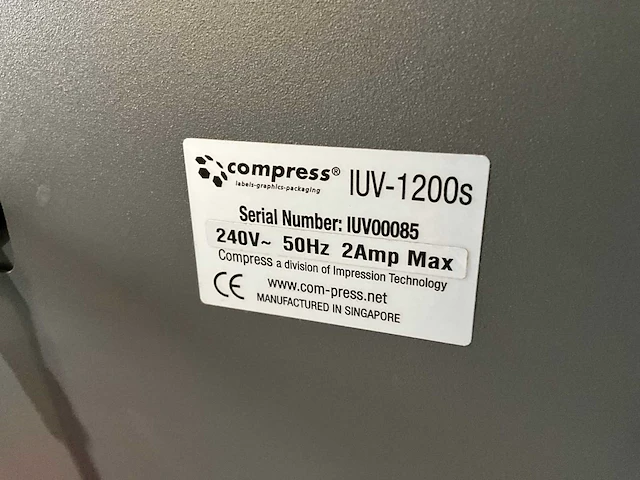 compress® IUV-1200s
labels-graphics-packaging
Serial Number: IUV00085
240V~ 50Hz 2Amp Max
Compress a division of Impression Technology
CE www.com-press.net
MANUFACTURED IN SINGAPORE